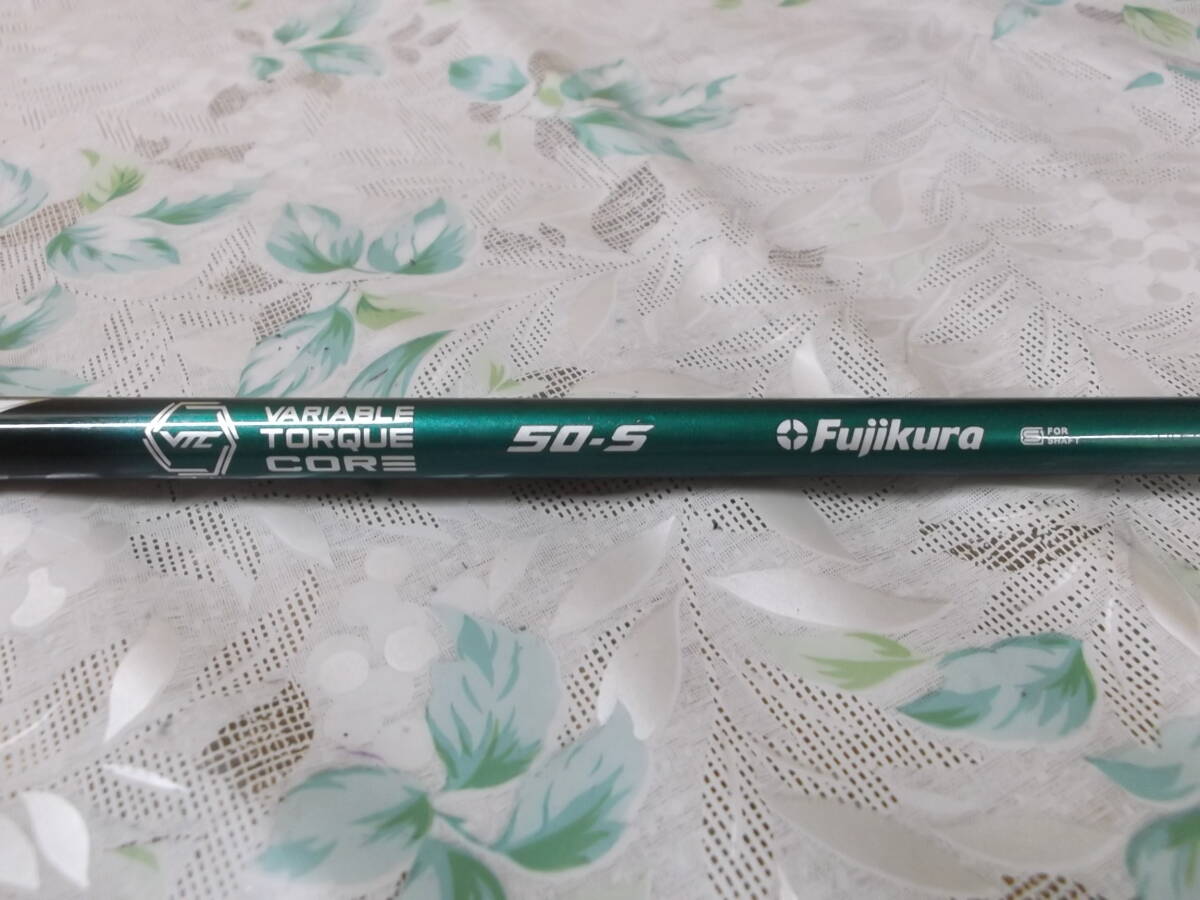 VTC
VARIABLE
TORQUE
CORE
50-S
Fujikura
S FOR
SHAFT